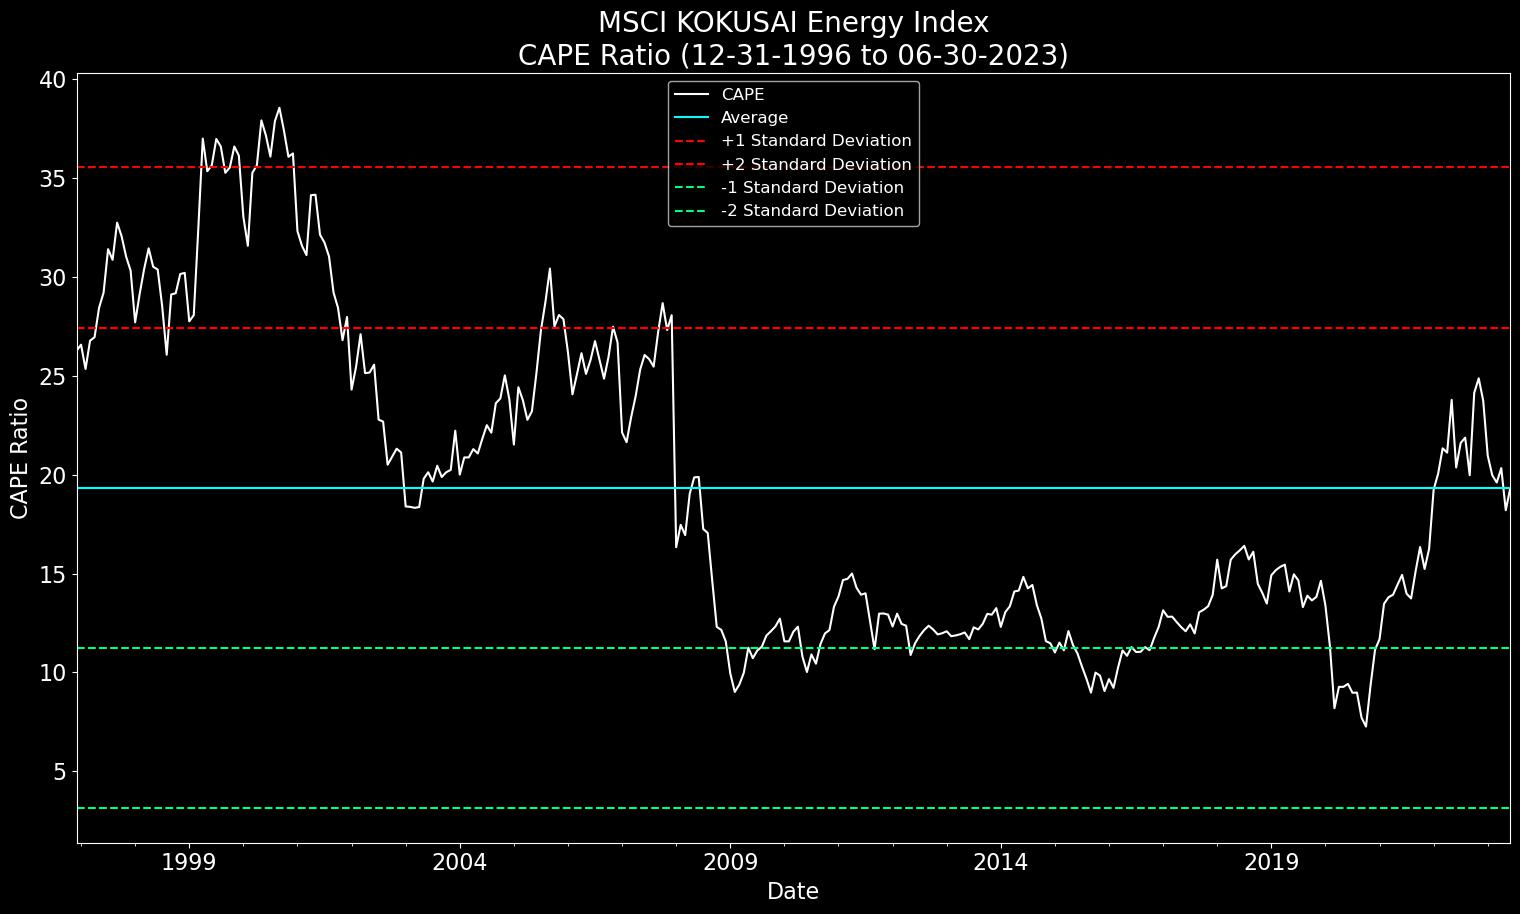 MSCI KOKUSAI Energy Index
CAPE Ratio (12-31-1996 to 06-30-2023)
CAPE
Average
+1 Standard Deviation
+2 Standard Deviation
-1 Standard Deviation
-2 Standard Deviation
40
35
30
25
20
15
10
5
CAPE Ratio
1999
2004
2009
2014
2019
Date